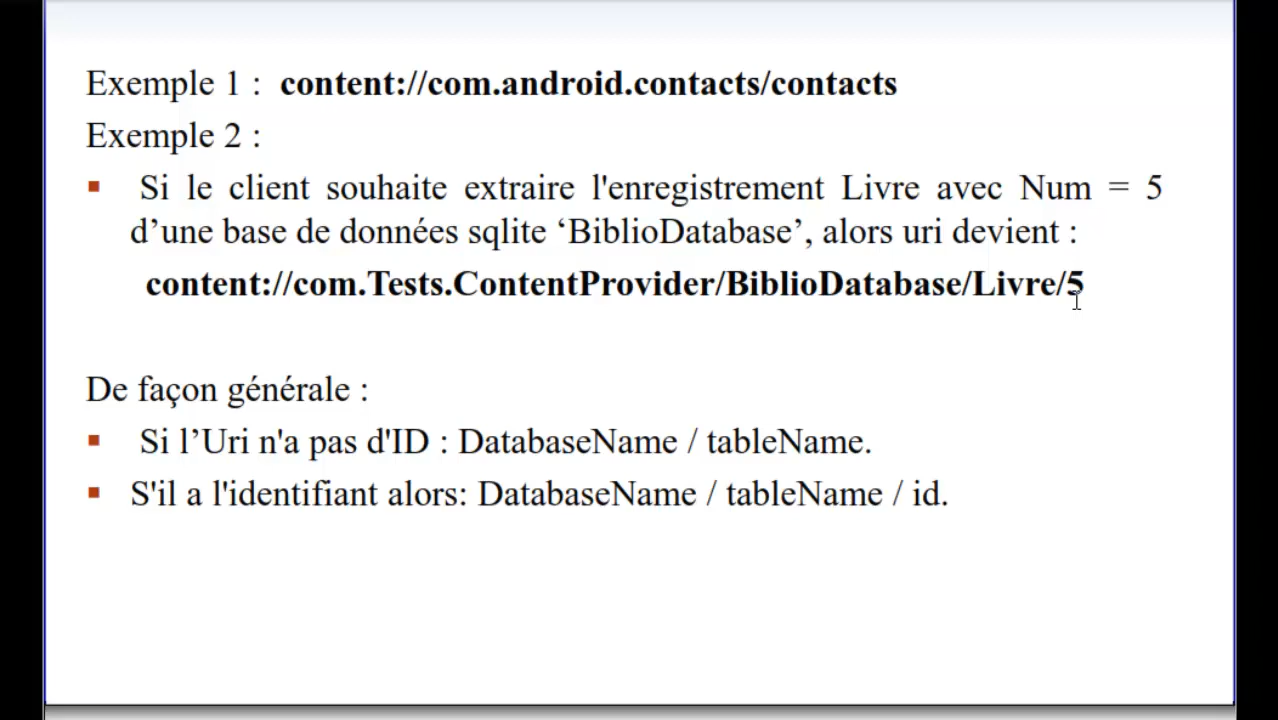 Exemple 1 : content://com.android.contacts/contacts
Exemple 2 :
▪ Si le client souhaite extraire l'enregistrement Livre avec Num = 5
d’une base de données sqlite ‘BiblioDatabase’, alors uri devient :
content://com.Tests.ContentProvider/BiblioDatabase/Livre/5
De façon générale :
▪ Si l’Uri n'a pas d'ID : DatabaseName / tableName.
▪ S'il a l'identifiant alors: DatabaseName / tableName / id.